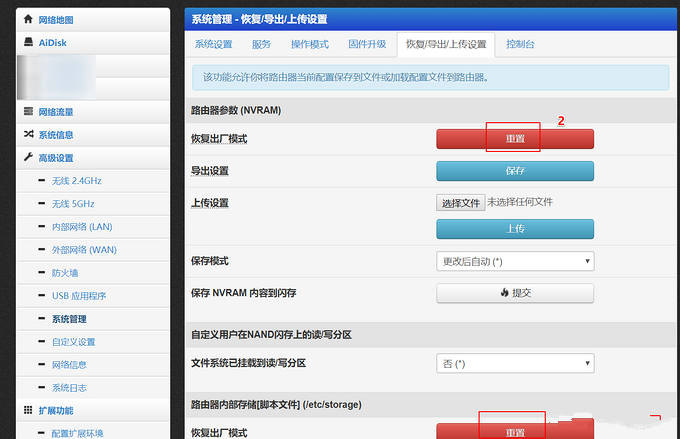 网络地图
AiDisk
网络流量
系统信息
高级设置
无线 2.4GHz
无线 5GHz
内部网络 (LAN)
外部网络 (WAN)
防火墙
USB 应用程序
系统管理
自定义设置
网络信息
系统日志
扩展功能
配置扩展环境
系统管理 - 恢复/导出/上传设置
系统设置 服务 操作模式 固件升级 恢复/导出/上传设置 控制台
该功能允许你将路由器当前配置保存到文件或加载配置文件到路由器。
路由器参数 (NVRAM)
2
恢复出厂模式 重置
导出设置 保存
上传设置 选择文件 未选择任何文件
上传
保存模式 更改后自动 (*)
保存 NVRAM 内容到闪存 提交
自定义用户在NAND闪存上的读/写分区
文件系统已挂载到读/写分区 否 (*)
路由器内部存储[脚本文件] (/etc/storage)
恢复出厂模式 重置